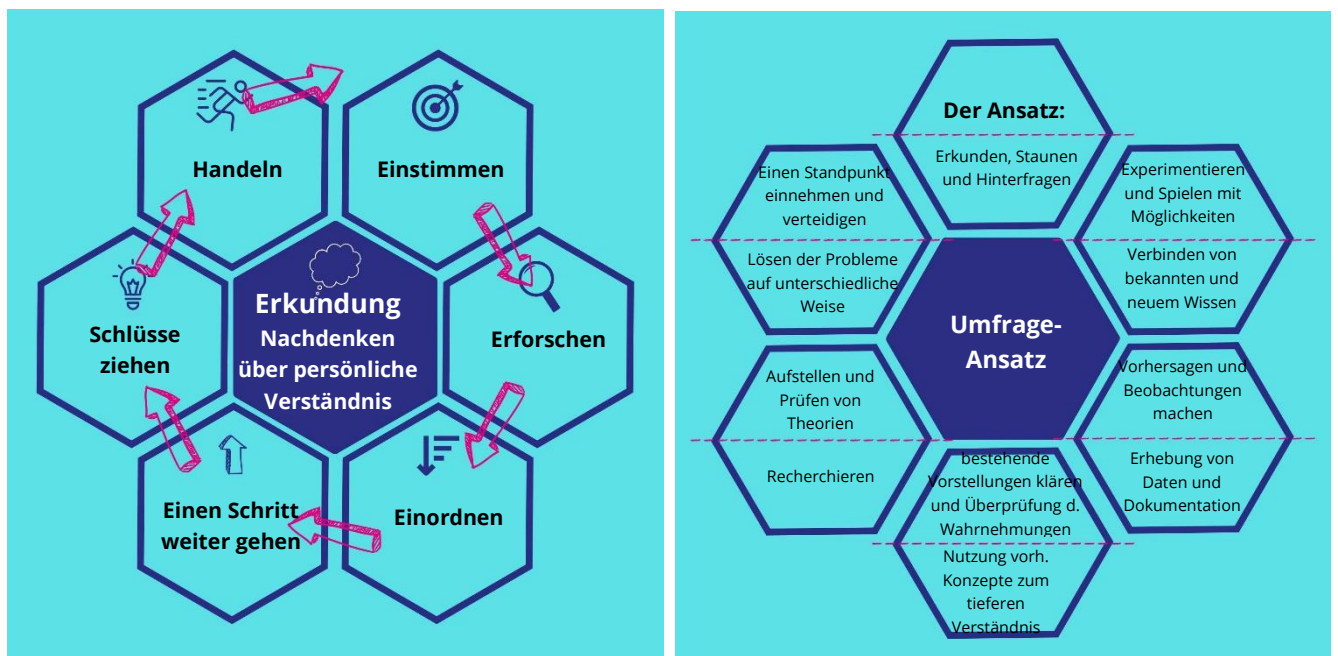 Handeln
Einstimmen
Erkundung
Nachdenken
über persönliche
Verständnis
Schlüsse
ziehen
Erforschen
Einen Schritt
weiter gehen
Einordnen
Der Ansatz:
Erkunden, Staunen
und Hinterfragen
Einen Standpunkt
einnehmen und
verteidigen
Lösen der Probleme
auf unterschiedliche
Weise
Experimentieren
und Spielen mit
Möglichkeiten
Verbinden von
bekannten und
neuem Wissen
Umfrage-
Ansatz
Aufstellen und
Prüfen von
Theorien
Recherchieren
Vorhersagen und
Beobachtungen
machen
Erhebung von
Daten und
Dokumentation
bestehende
Vorstellungen klären
und Überprüfung d.
Wahrnehmungen
Nutzung vorh.
Konzepte zum
tieferen
Verständnis